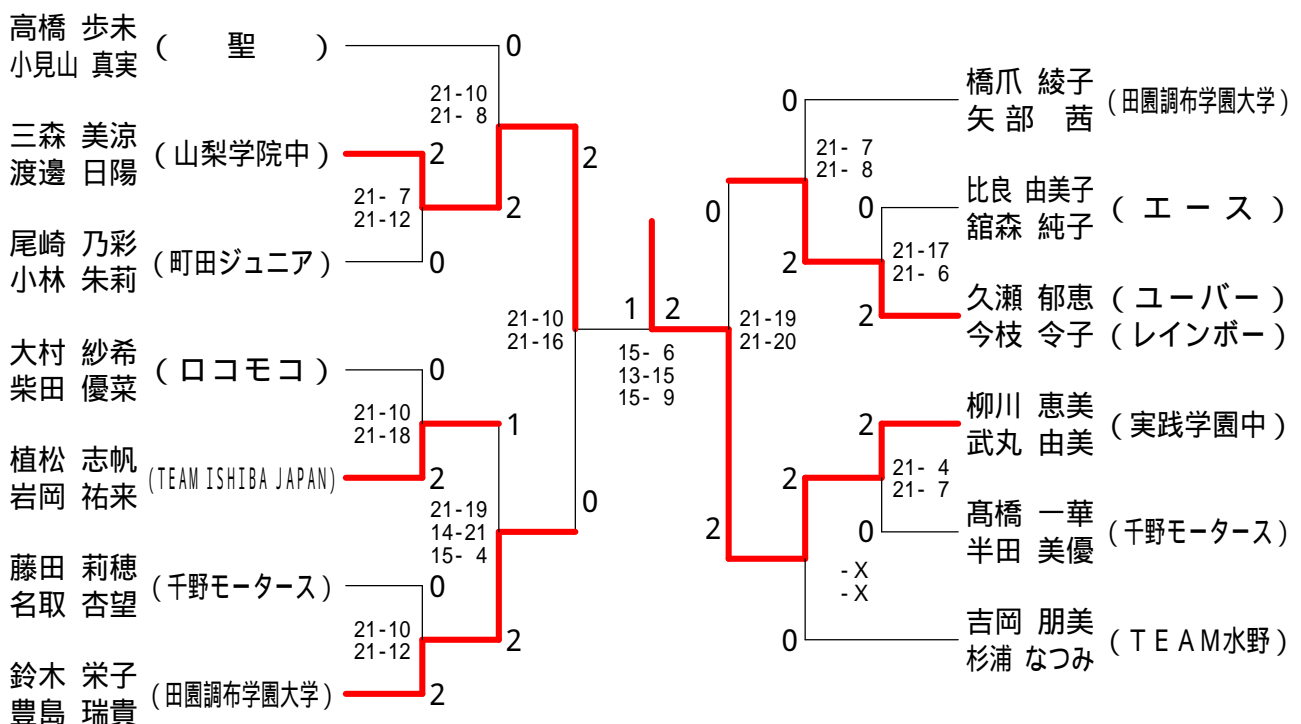 高橋 歩未
小見山 真実
( 聖 )
0
21-10
21- 8
三森 美涼
渡邊 日陽
(山梨学院中)
2
21- 7
21-12
2
2
尾崎 乃彩
小林 朱莉
(町田ジュニア)
0
21-10
21-16
大村 紗希
柴田 優菜
(ロコモコ)
0
21-10
21-18
1
植松 志帆
岩岡 祐来
(TEAM ISHIBA JAPAN)
2
21-19
14-21
15- 4
0
藤田 莉穂
名取 杏望
(千野モータース)
0
21-10
21-12
2
鈴木 栄子
豊島 瑞貴
(田園調布学園大学)
2
1
2
15- 6
13-15
15- 9
橋爪 綾子
矢部 茜
(田園調布学園大学)
0
21- 7
21- 8
0
比良 由美子
舘森 純子
(エース)
0
21-17
21- 6
2
久瀬 郁恵
今枝 令子
(ユーバー)
(レインボー)
2
21-19
21-20
柳川 恵美
武丸 由美
(実践学園中)
2
21- 4
21- 7
2
髙橋 一華
半田 美優
(千野モータース)
0
2
- X
- X
吉岡 朋美
杉浦 なつみ
(TEAM水野)
0